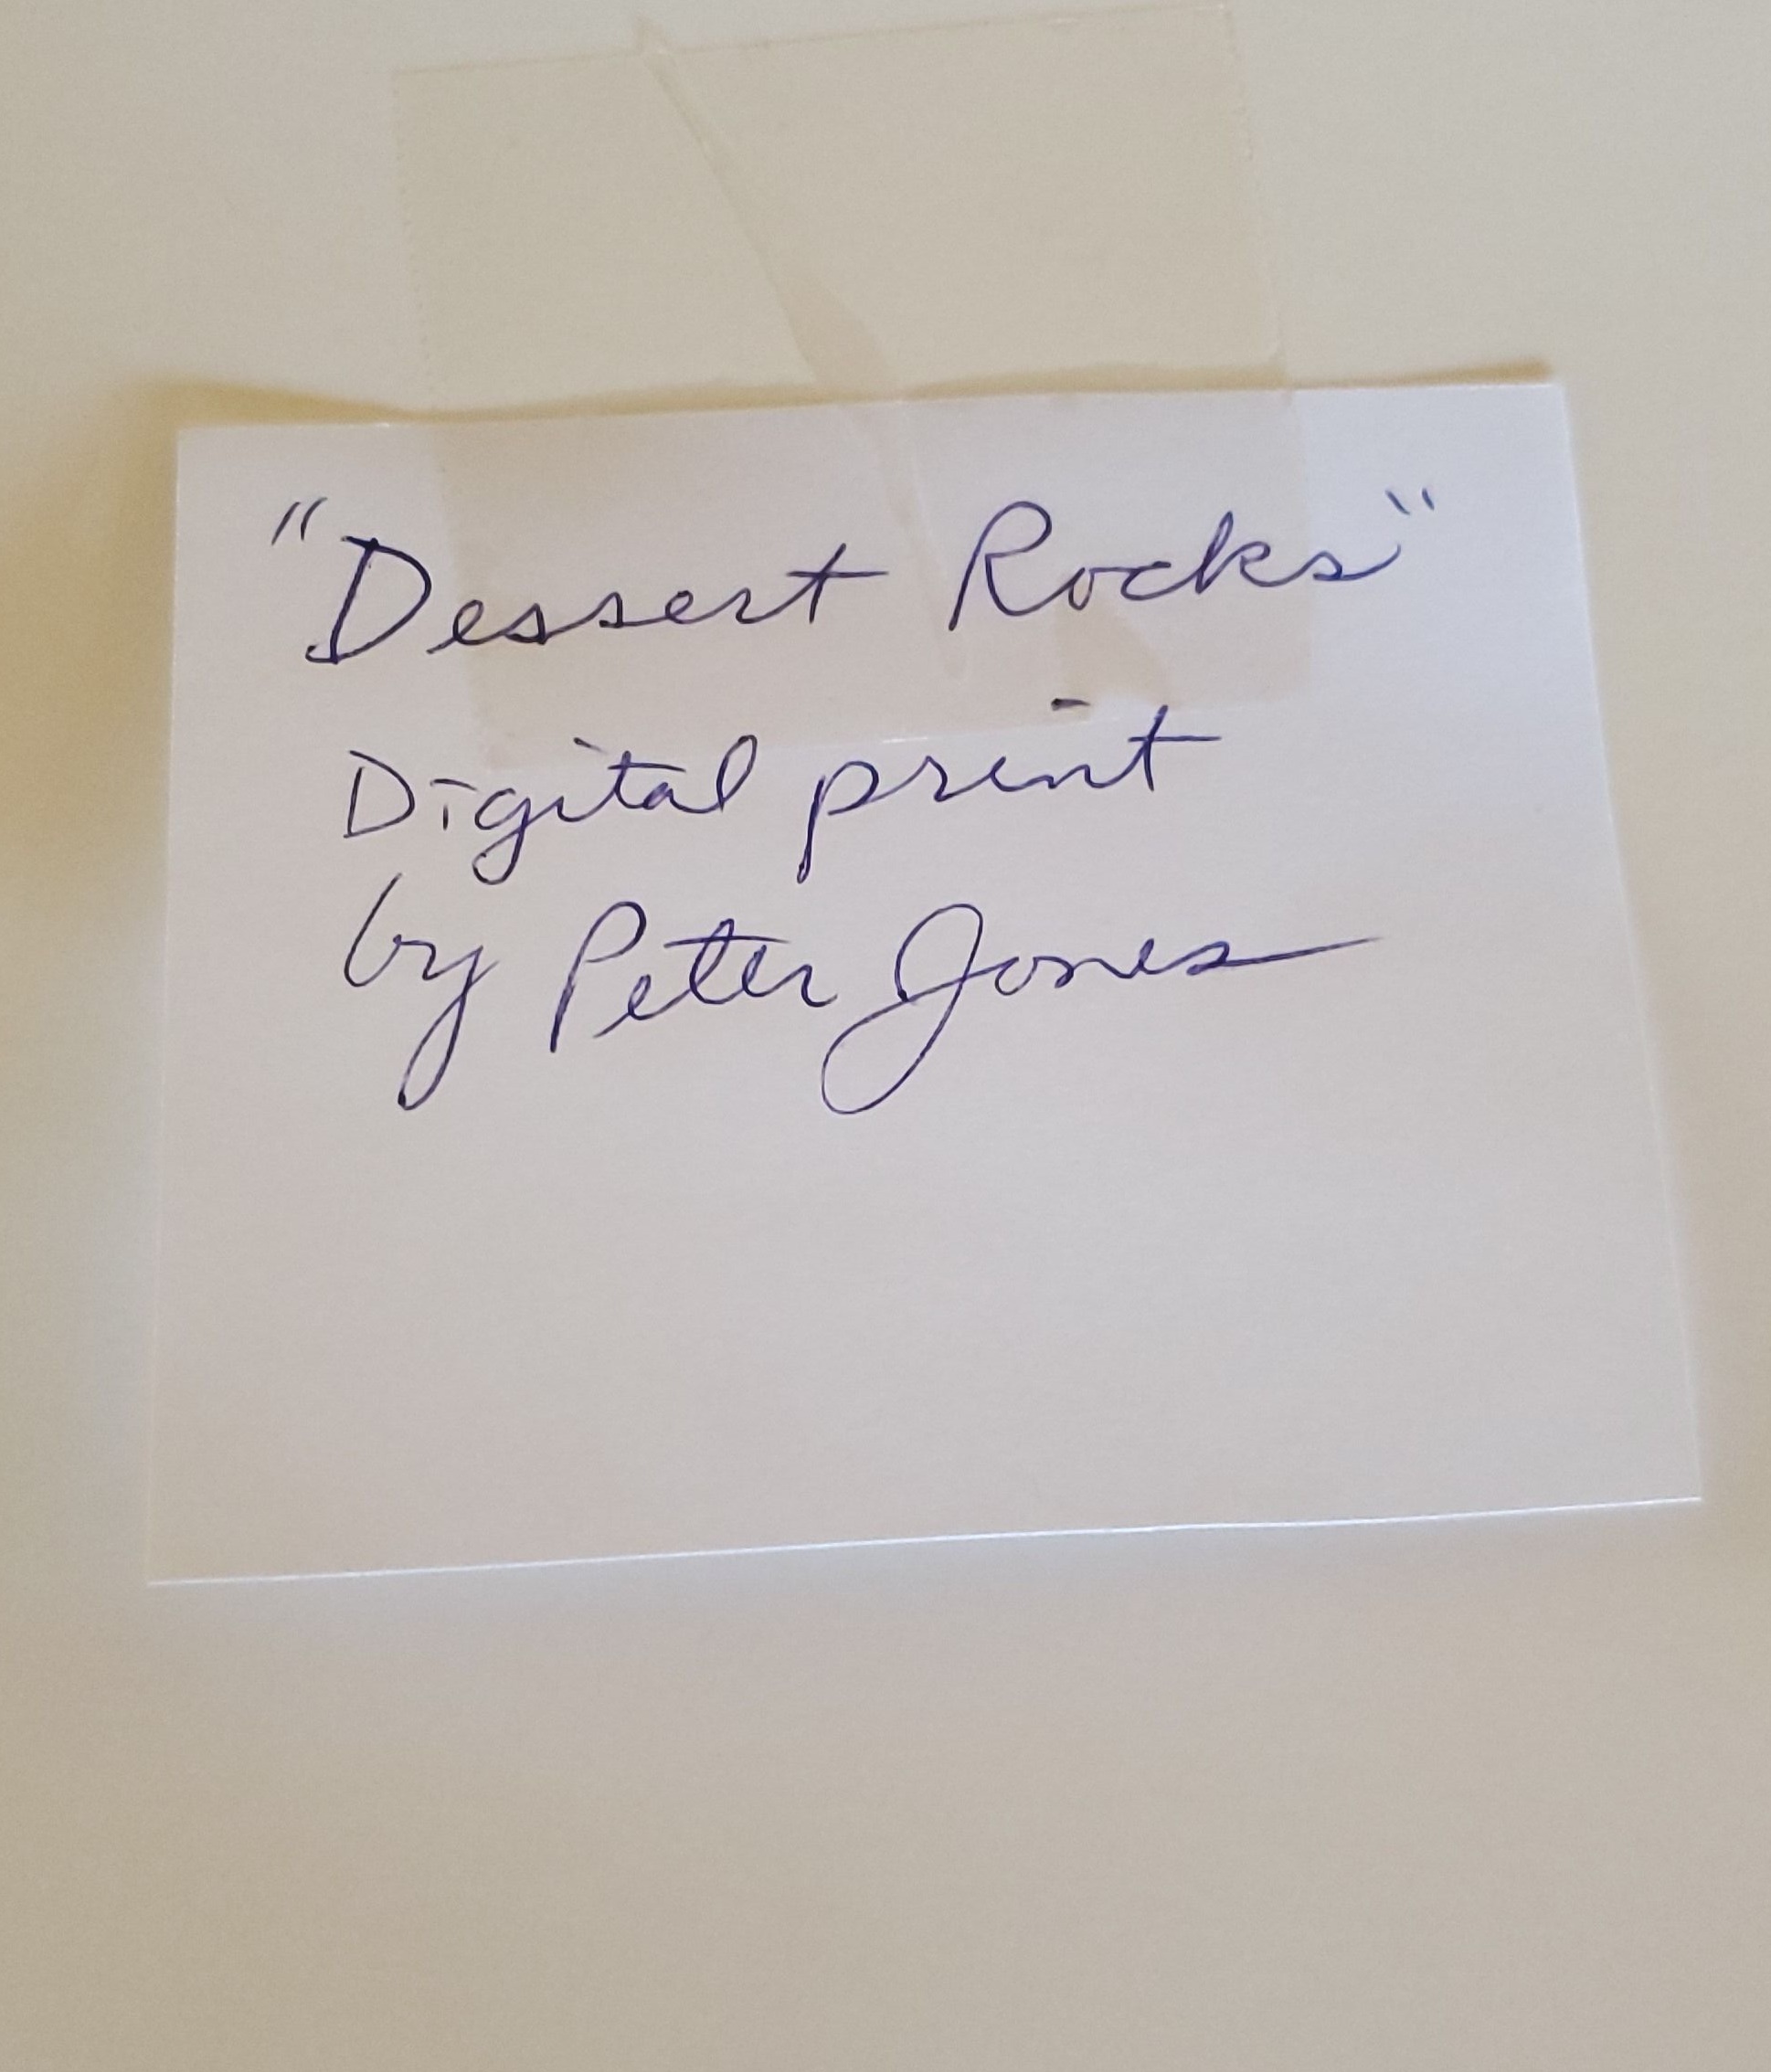 "Dessert Rocks"
Digital print
by Peter Jones